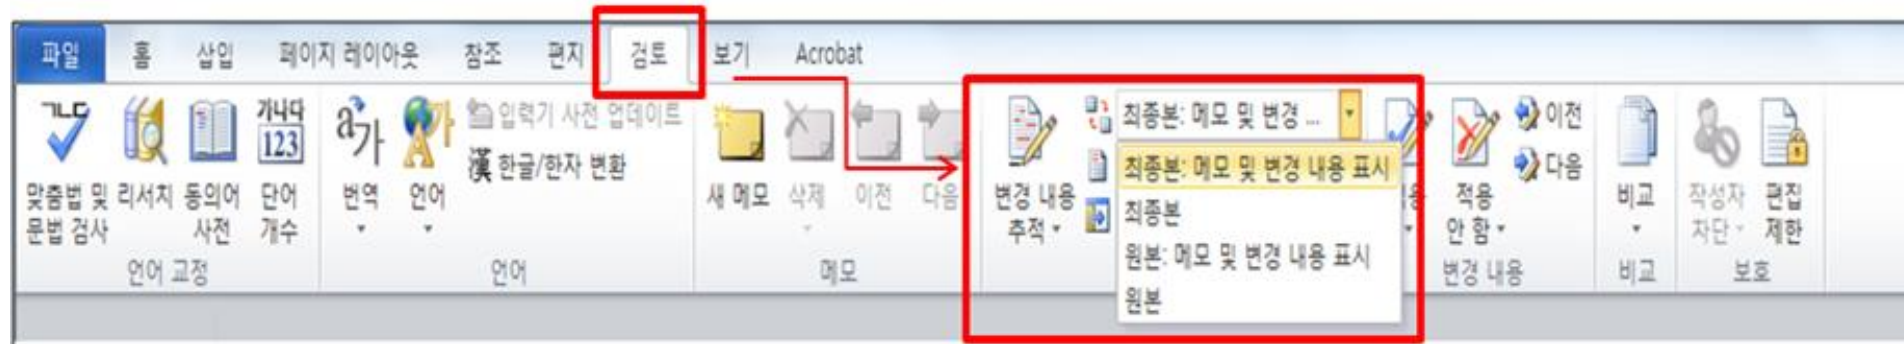 파일 홈 삽입 페이지 레이아웃 참조 편지 검토 보기 Acrobat
맞춤법 및
문법 검사
리서치
동의어
사전
가나다
123
단어
개수
언어 교정
a가
번역
언어
입력기 사전 업데이트
漢 한글/한자 변환
언어
새 메모
삭제
이전
다음
메모
변경 내용
추적
최종본: 메모 및 변경 ...
최종본: 메모 및 변경 내용 표시
최종본
원본: 메모 및 변경 내용 표시
원본
적용
안 함
이전
다음
변경 내용
비교
비교
작성자
차단
편집
제한
보호